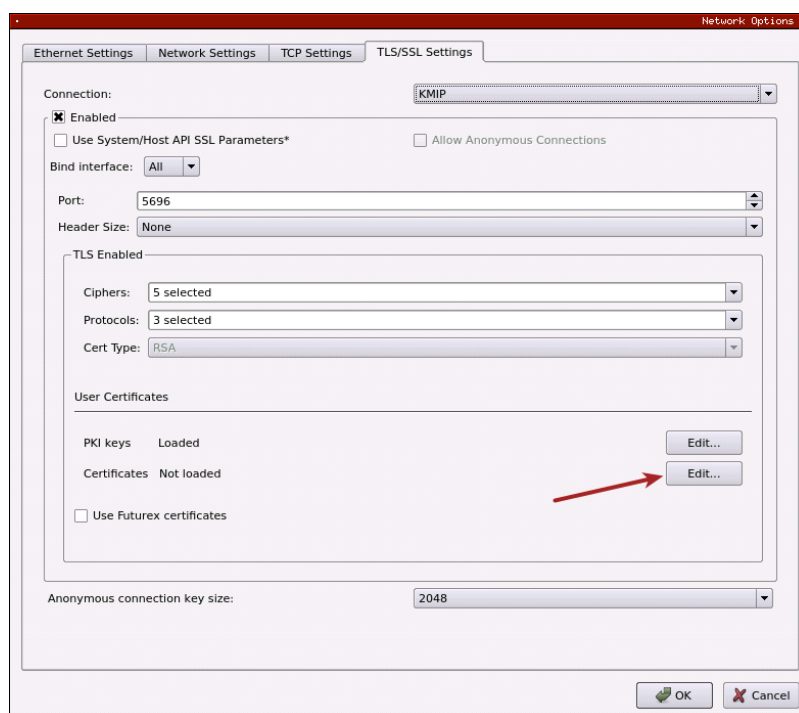 Network Options
Ethernet Settings Network Settings TCP Settings TLS/SSL Settings
Connection: KMIP
Enabled
Use System/Host API SSL Parameters* Allow Anonymous Connections
Bind interface: All
Port: 5696
Header Size: None
TLS Enabled
Ciphers: 5 selected
Protocols: 3 selected
Cert Type: RSA
User Certificates
PKI keys Loaded Edit...
Certificates Not loaded Edit...
Use Futurex certificates
Anonymous connection key size: 2048
OK Cancel